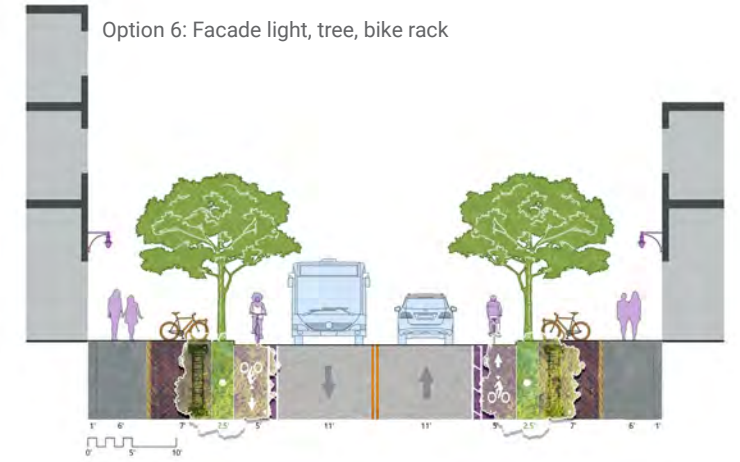 Option 6: Facade light, tree, bike rack
1' 6' 7' 2.5' 5' 11' 11' 5' 2.5' 7' 6' 1'
0' 5' 10'